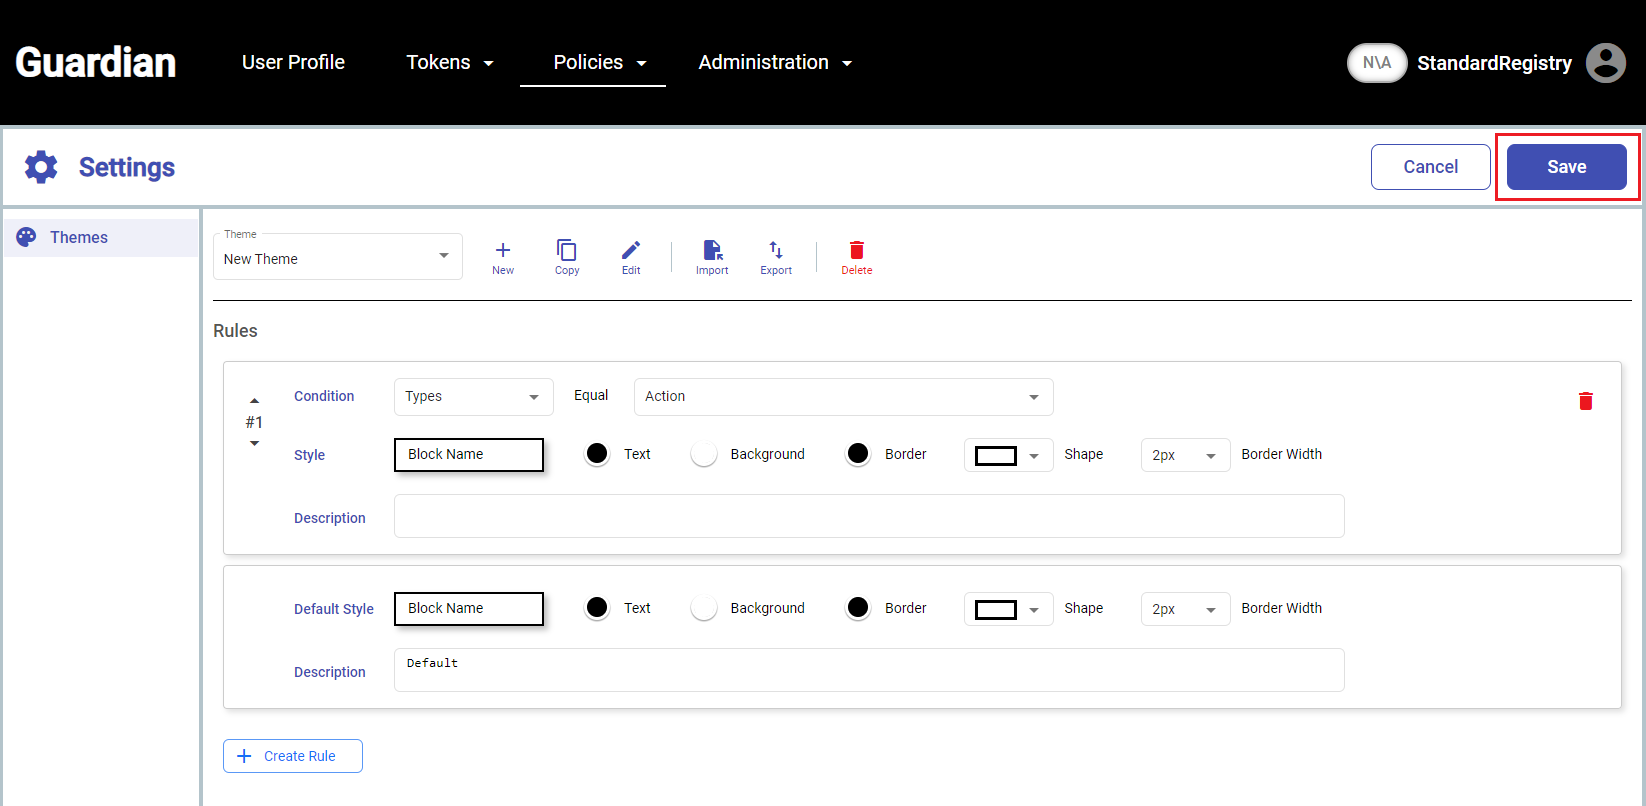 Guardian User Profile Tokens Policies Administration N\A StandardRegistry
Settings Cancel Save
Themes
Theme
New Theme
New Copy Edit Import Export Delete
Rules
#1
Condition Types Equal Action
Style Block Name Text Background Border Shape 2px Border Width
Description
Default Style Block Name Text Background Border Shape 2px Border Width
Description Default
Create Rule